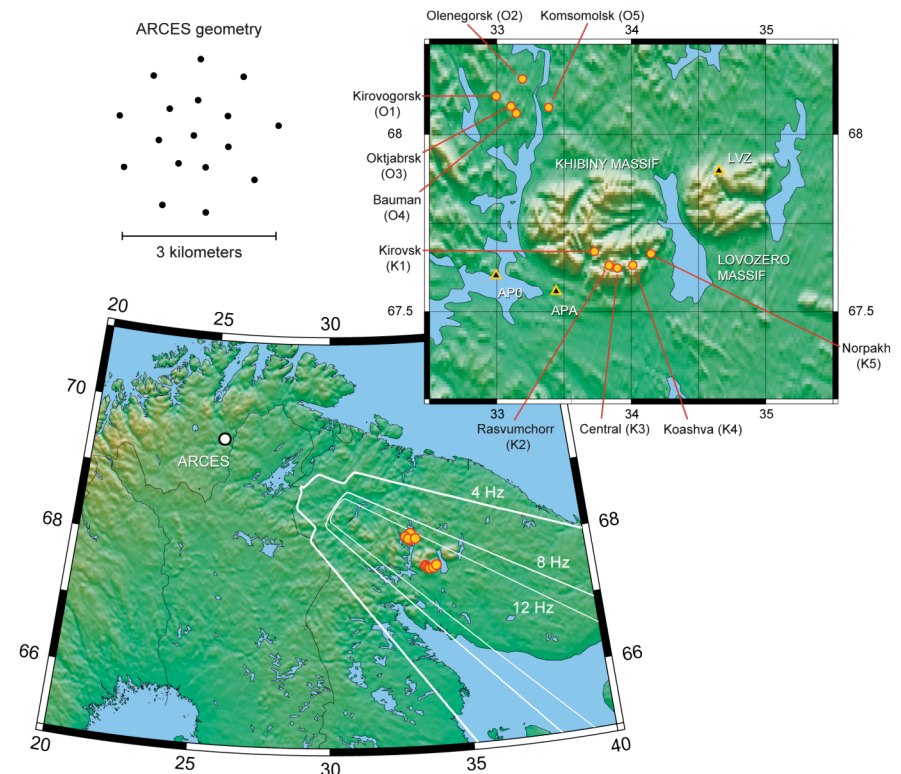 ARCES geometry
3 kilometers
Olenegorsk (O2)
Komsomolsk (O5)
33
34
35
Kirovogorsk
(O1)
68
Oktjabrsk
(O3)
Bauman
(O4)
Kirovsk
(K1)
67.5
KHIBINY MASSIF
LVZ
LOVOZERO
MASSIF
AP0
APA
Norpakh
(K5)
33
34
35
Rasvumchorr
(K2)
Central (K3)
Koashva (K4)
20
25
30
70
ARCES
4 Hz
68
68
8 Hz
12 Hz
66
66
20
25
30
35
40